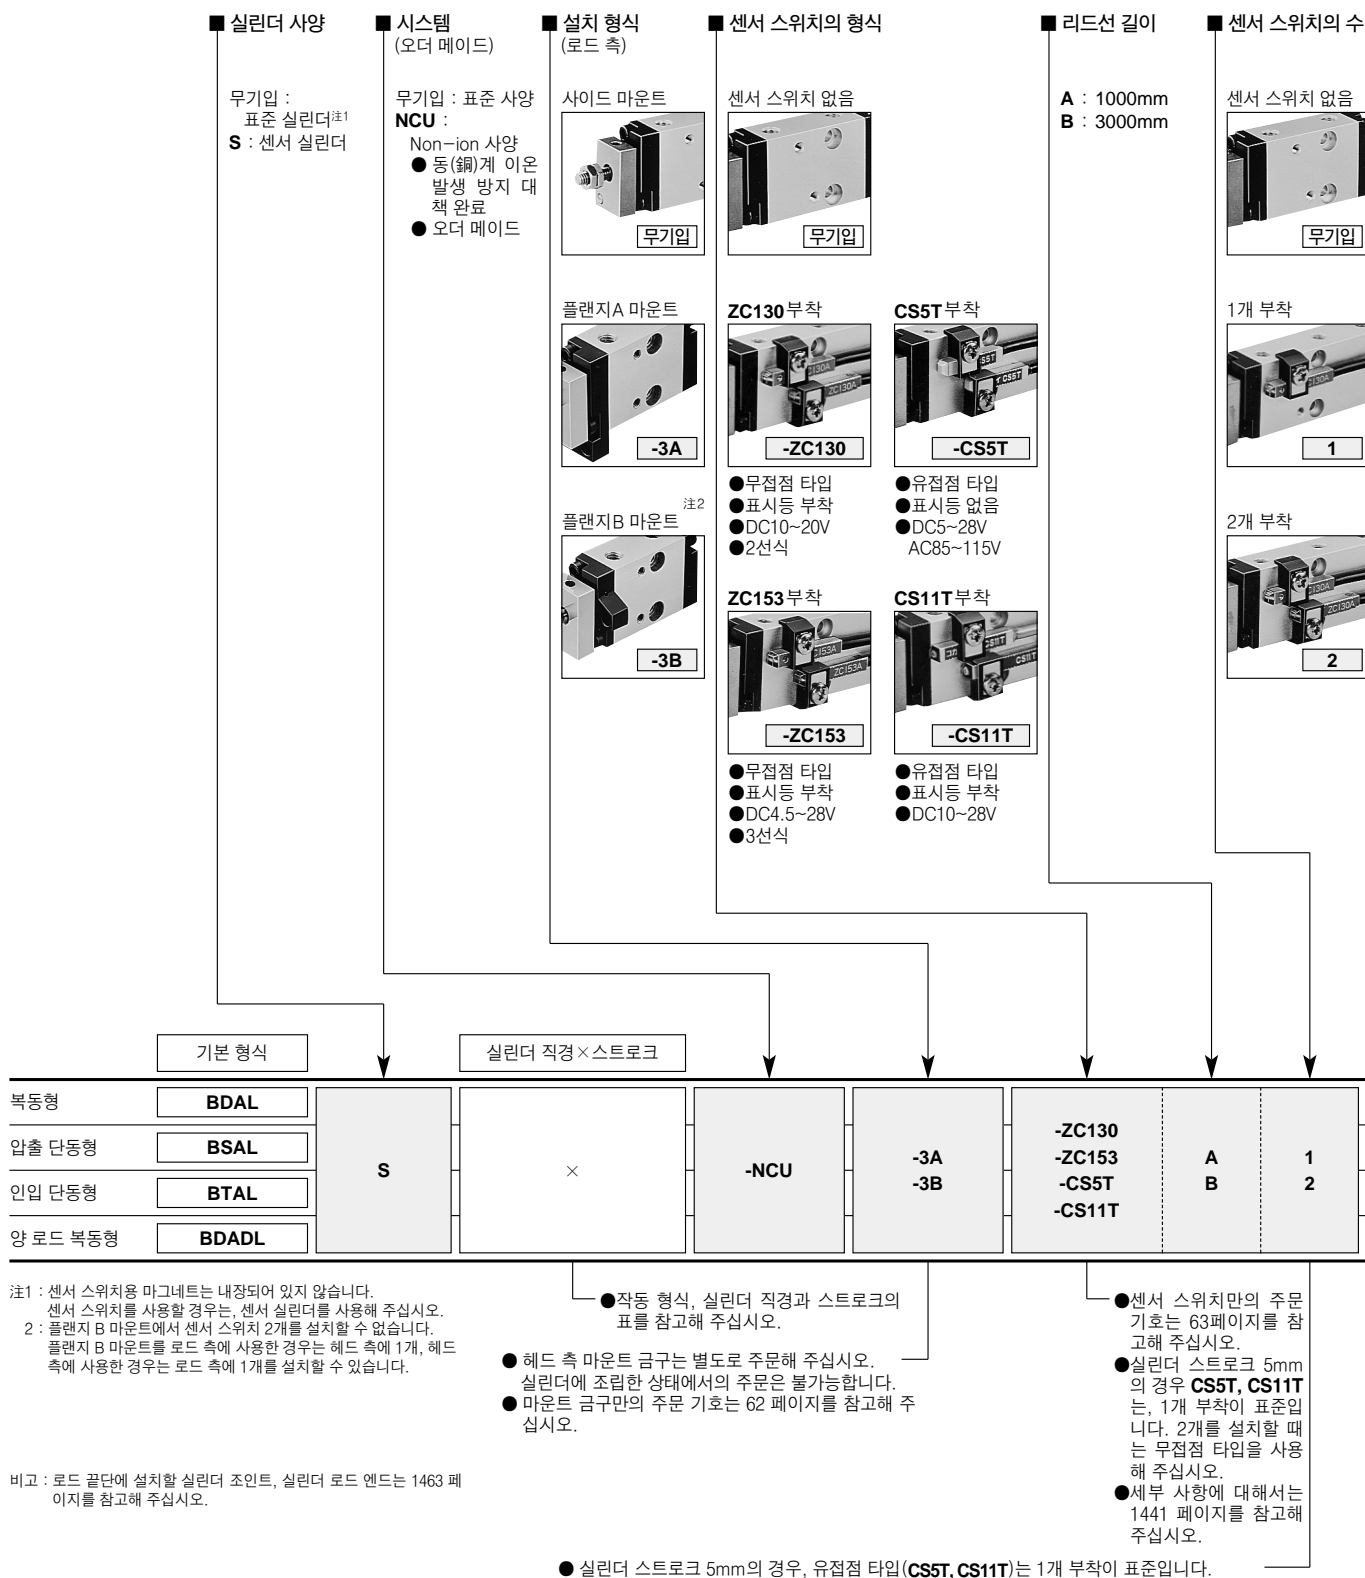 ■ 실린더 사양
무기입 :
표준 실린더注1
S : 센서 실린더
■ 시스템
(오더 메이드)
무기입 : 표준 사양
NCU :
Non-ion 사양
● 동(銅)계 이온
발생 방지 대
책 완료
● 오더 메이드
■ 설치 형식
(로드 측)
사이드 마운트
무기입
플랜지A 마운트
-3A
注2
플랜지B 마운트
-3B
■ 센서 스위치의 형식
센서 스위치 없음
무기입
ZC130부착
ZC130A
ZC130A
-ZC130
●무접점 타입
●표시등 부착
●DC10~20V
●2선식
CS5T부착
CS5T
-CS5T
●유접점 타입
●표시등 없음
●DC5~28V
AC85~115V
ZC153부착
ZC153A
ZC153A
-ZC153
●무접점 타입
●표시등 부착
●DC4.5~28V
●3선식
CS11T부착
CS11T
CS11T
-CS11T
●유접점 타입
●표시등 부착
●DC10~28V
■ 리드선 길이
A : 1000mm
B : 3000mm
■ 센서 스위치의 수
센서 스위치 없음
무기입
1개 부착
ZC130A
1
2개 부착
ZC130A
2
기본 형식
실린더 직경×스트로크
복동형 BDAL
압출 단동형 BSAL
인입 단동형 BTAL
양 로드 복동형 BDADL
S
×
-NCU
-3A
-3B
-ZC130
-ZC153
-CS5T
-CS11T
A
B
1
2
注1 : 센서 스위치용 마그네트는 내장되어 있지 않습니다.
센서 스위치를 사용할 경우는, 센서 실린더를 사용해 주십시오.
2 : 플랜지 B 마운트에서 센서 스위치 2개를 설치할 수 없습니다.
플랜지 B 마운트를 로드 측에 사용한 경우는 헤드 측에 1개, 헤드
측에 사용한 경우는 로드 측에 1개를 설치할 수 있습니다.
비고 : 로드 끝단에 설치할 실린더 조인트, 실린더 로드 엔드는 1463 페
이지를 참고해 주십시오.
●작동 형식, 실린더 직경과 스트로크의
표를 참고해 주십시오.
● 헤드 측 마운트 금구는 별도로 주문해 주십시오.
실린더에 조립한 상태에서의 주문은 불가능합니다.
● 마운트 금구만의 주문 기호는 62 페이지를 참고해 주
십시오.
●센서 스위치만의 주문
기호는 63페이지를 참
고해 주십시오.
●실린더 스트로크 5mm
의 경우 CS5T, CS11T
는, 1개 부착이 표준입
니다. 2개를 설치할 때
는 무접점 타입을 사용
해 주십시오.
●세부 사항에 대해서는
1441 페이지를 참고해
주십시오.
● 실린더 스트로크 5mm의 경우, 유접점 타입(CS5T, CS11T)는 1개 부착이 표준입니다.